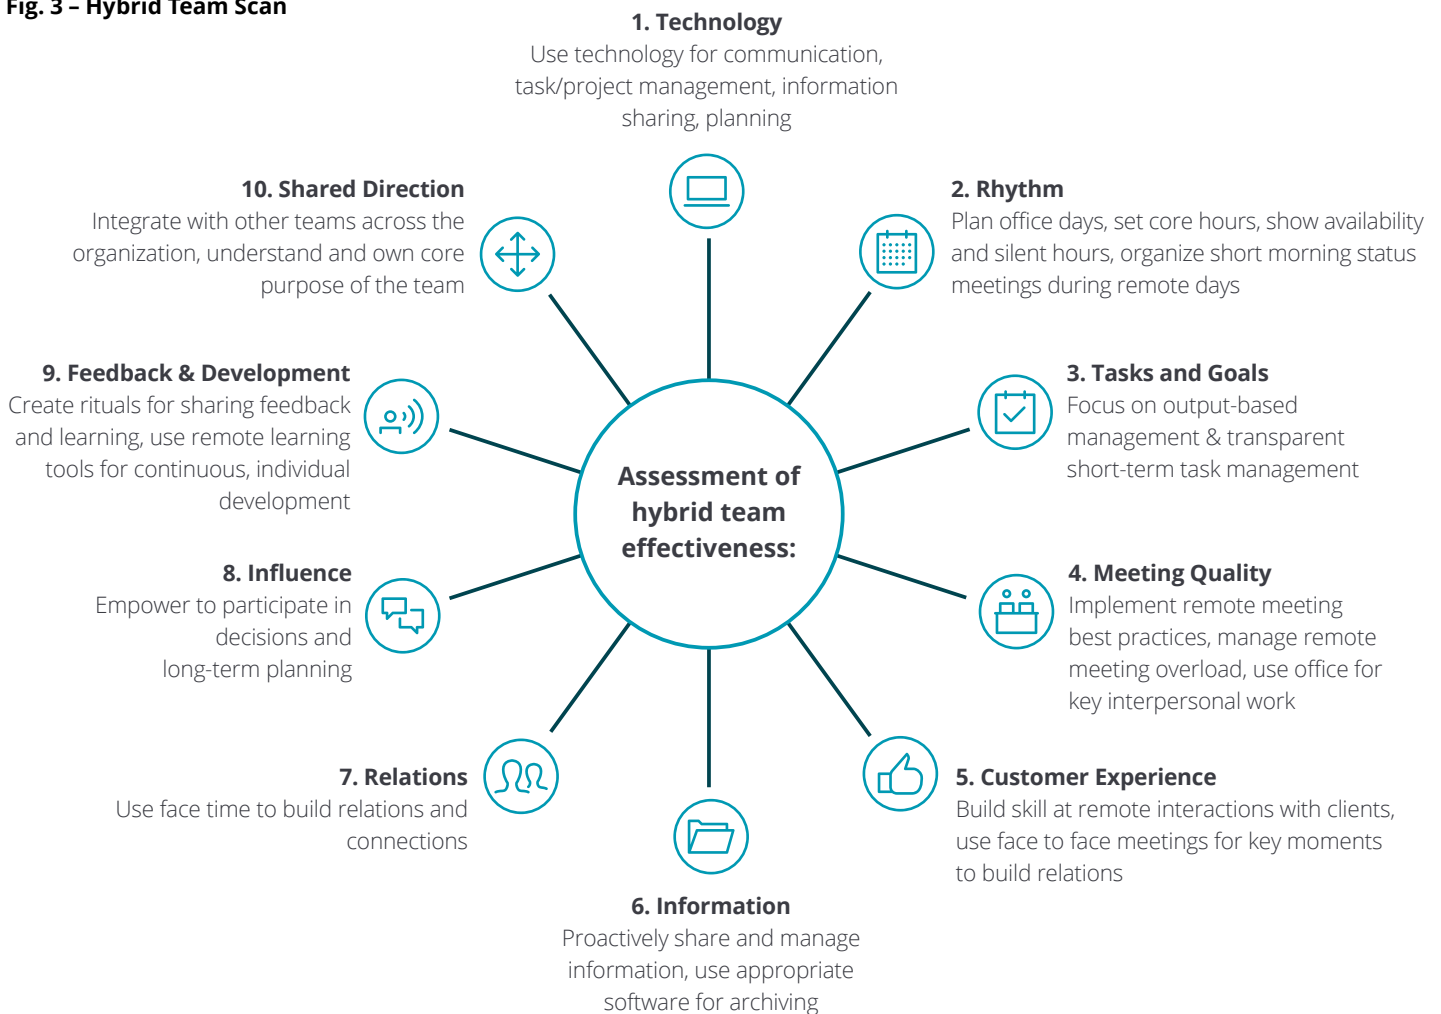 Fig. 3 – Hybrid Team Scan
1. Technology
Use technology for communication,
task/project management, information
sharing, planning
2. Rhythm
Plan office days, set core hours, show availability
and silent hours, organize short morning status
meetings during remote days
3. Tasks and Goals
Focus on output-based
management & transparent
short-term task management
4. Meeting Quality
Implement remote meeting
best practices, manage remote
meeting overload, use office for
key interpersonal work
5. Customer Experience
Build skill at remote interactions with clients,
use face to face meetings for key moments
to build relations
6. Information
Proactively share and manage
information, use appropriate
software for archiving
7. Relations
Use face time to build relations and
connections
8. Influence
Empower to participate in
decisions and
long-term planning
9. Feedback & Development
Create rituals for sharing feedback
and learning, use remote learning
tools for continuous, individual
development
10. Shared Direction
Integrate with other teams across the
organization, understand and own core
purpose of the team
Assessment of
hybrid team
effectiveness: